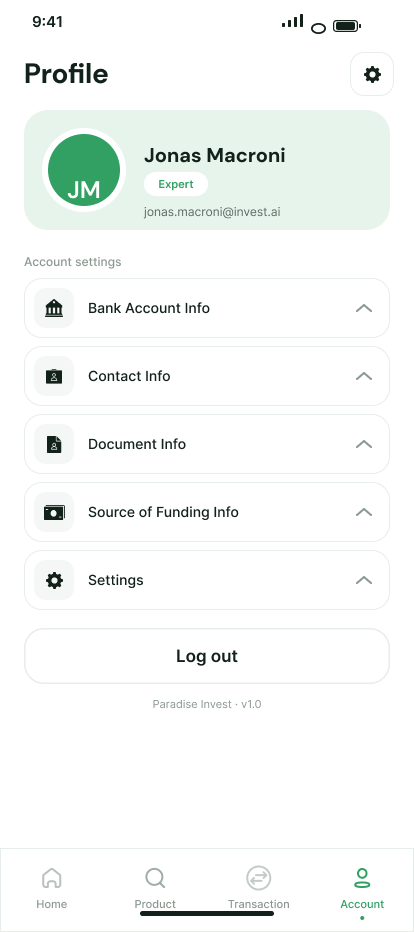 9:41
Profile
JM
Jonas Macroni
Expert
jonas.macroni@invest.ai
Account settings
Bank Account Info
Contact Info
Document Info
Source of Funding Info
Settings
Log out
Paradise Invest · v1.0
Home
Product
Transaction
Account